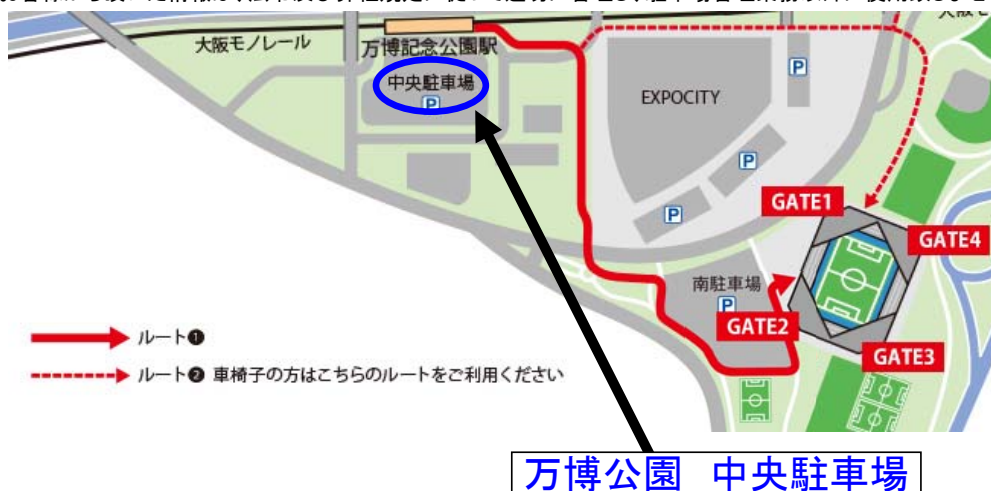 大阪モノレール
万博記念公園駅
中央駐車場
P
EXPOCITY
P
P
P
GATE1
GATE4
南駐車場
P
GATE2
GATE3
ルート❶
ルート❷ 車椅子の方はこちらのルートをご利用ください
万博公園 中央駐車場